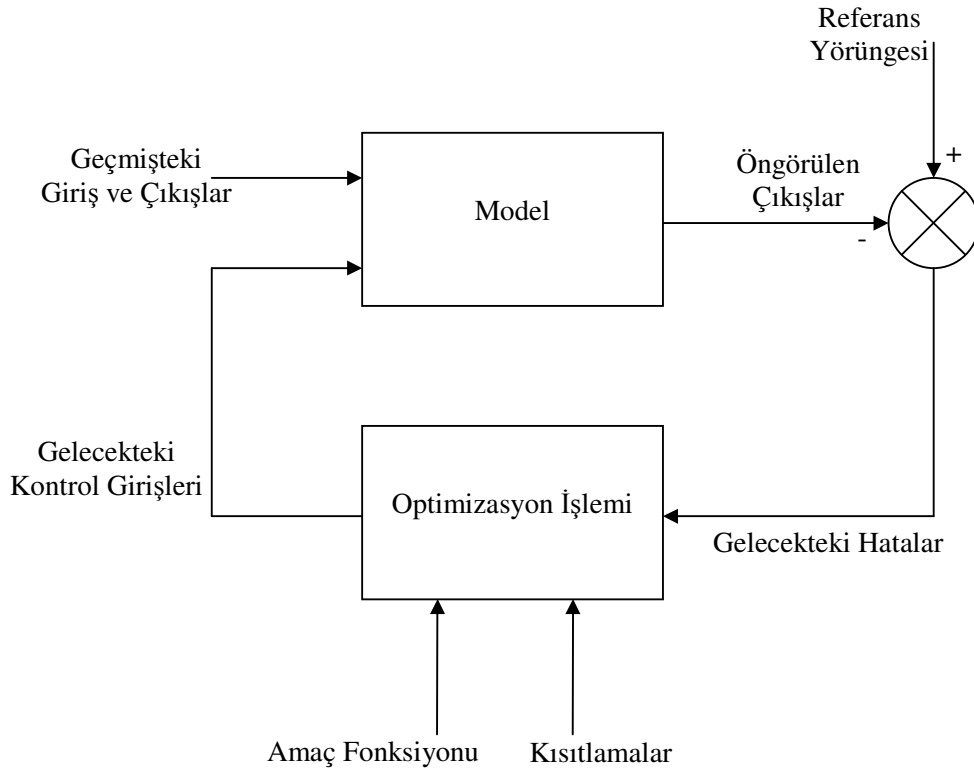 Referans
Yörüngesi
+
Geçmişteki
Giriş ve Çıkışlar
Model
Öngörülen
Çıkışlar
-
Gelecekteki
Kontrol Girişleri
Optimizasyon İşlemi
Gelecekteki Hatalar
Amaç Fonksiyonu
Kısıtlamalar